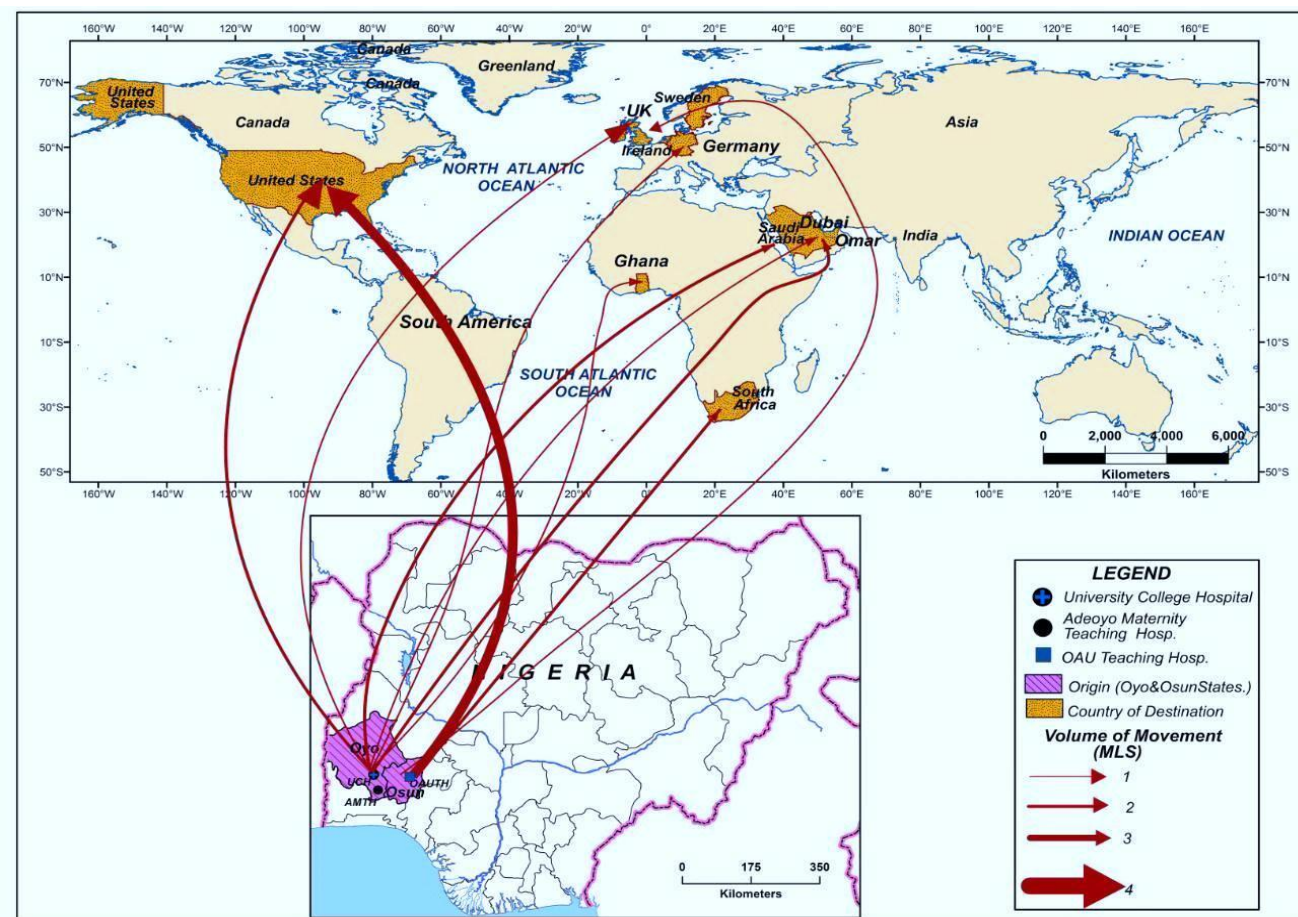 160°W 140°W 120°W 100°W 80°W 60°W 40°W 20°W 0° 20°E 40°E 60°E 80°E 100°E 120°E 140°E 160°E
Canada
Greenland
70°N
70°N
United
States
Canada
Sweden
UK
Canada
Asia
50°N
50°N
Ireland
Germany
United States
NORTH ATLANTIC
OCEAN
30°N
30°N
Saudi
Arabia
Dubai
Omar
India
INDIAN OCEAN
Ghana
10°N
10°N
South America
10°S
10°S
SOUTH ATLANTIC
OCEAN
South
Africa
30°S
30°S
0 2,000 4,000 6,000
Kilometers
50°S
50°S
160°W 140°W 120°W 100°W 80°W 60°W 40°W 20°W 0° 20°E 40°E 60°E 80°E 100°E 120°E 140°E 160°E
NIGERIA
Oyo
UCH
OAUTH
AMTH
Osun
0 175 350
Kilometers
LEGEND
University College Hospital
Adeoyo Maternity
Teaching Hosp.
OAU Teaching Hosp.
Origin (Oyo&OsunStates.)
Country of Destination
Volume of Movement
(MLS)
1
2
3
4